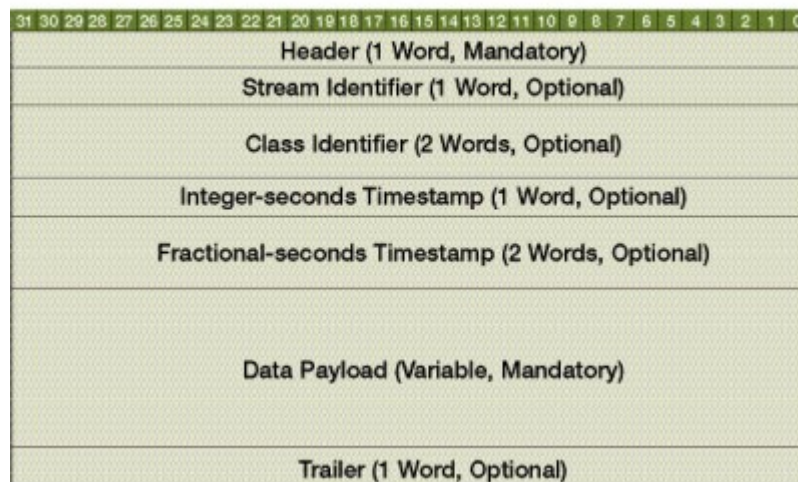 31 30 29 28 27 26 25 24 23 22 21 20 19 18 17 16 15 14 13 12 11 10 9 8 7 6 5 4 3 2 1 0
Header (1 Word, Mandatory)
Stream Identifier (1 Word, Optional)
Class Identifier (2 Words, Optional)
Integer-seconds Timestamp (1 Word, Optional)
Fractional-seconds Timestamp (2 Words, Optional)
Data Payload (Variable, Mandatory)
Trailer (1 Word, Optional)